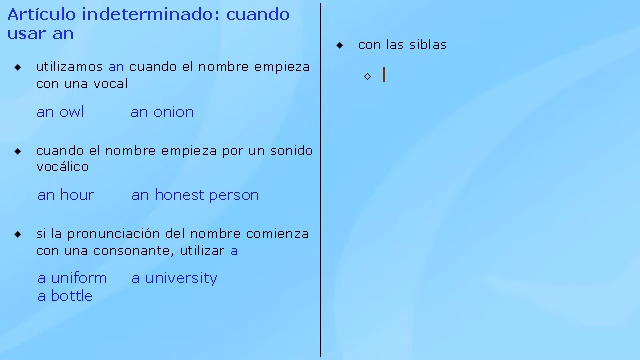 Artículo indeterminado: cuando
usar an
utilizamos an cuando el nombre empieza
con una vocal
an owl an onion
cuando el nombre empieza por un sonido
vocálico
an hour an honest person
si la pronunciación del nombre comienza
con una consonante, utilizar a
a uniform a university
a bottle
con las siblas